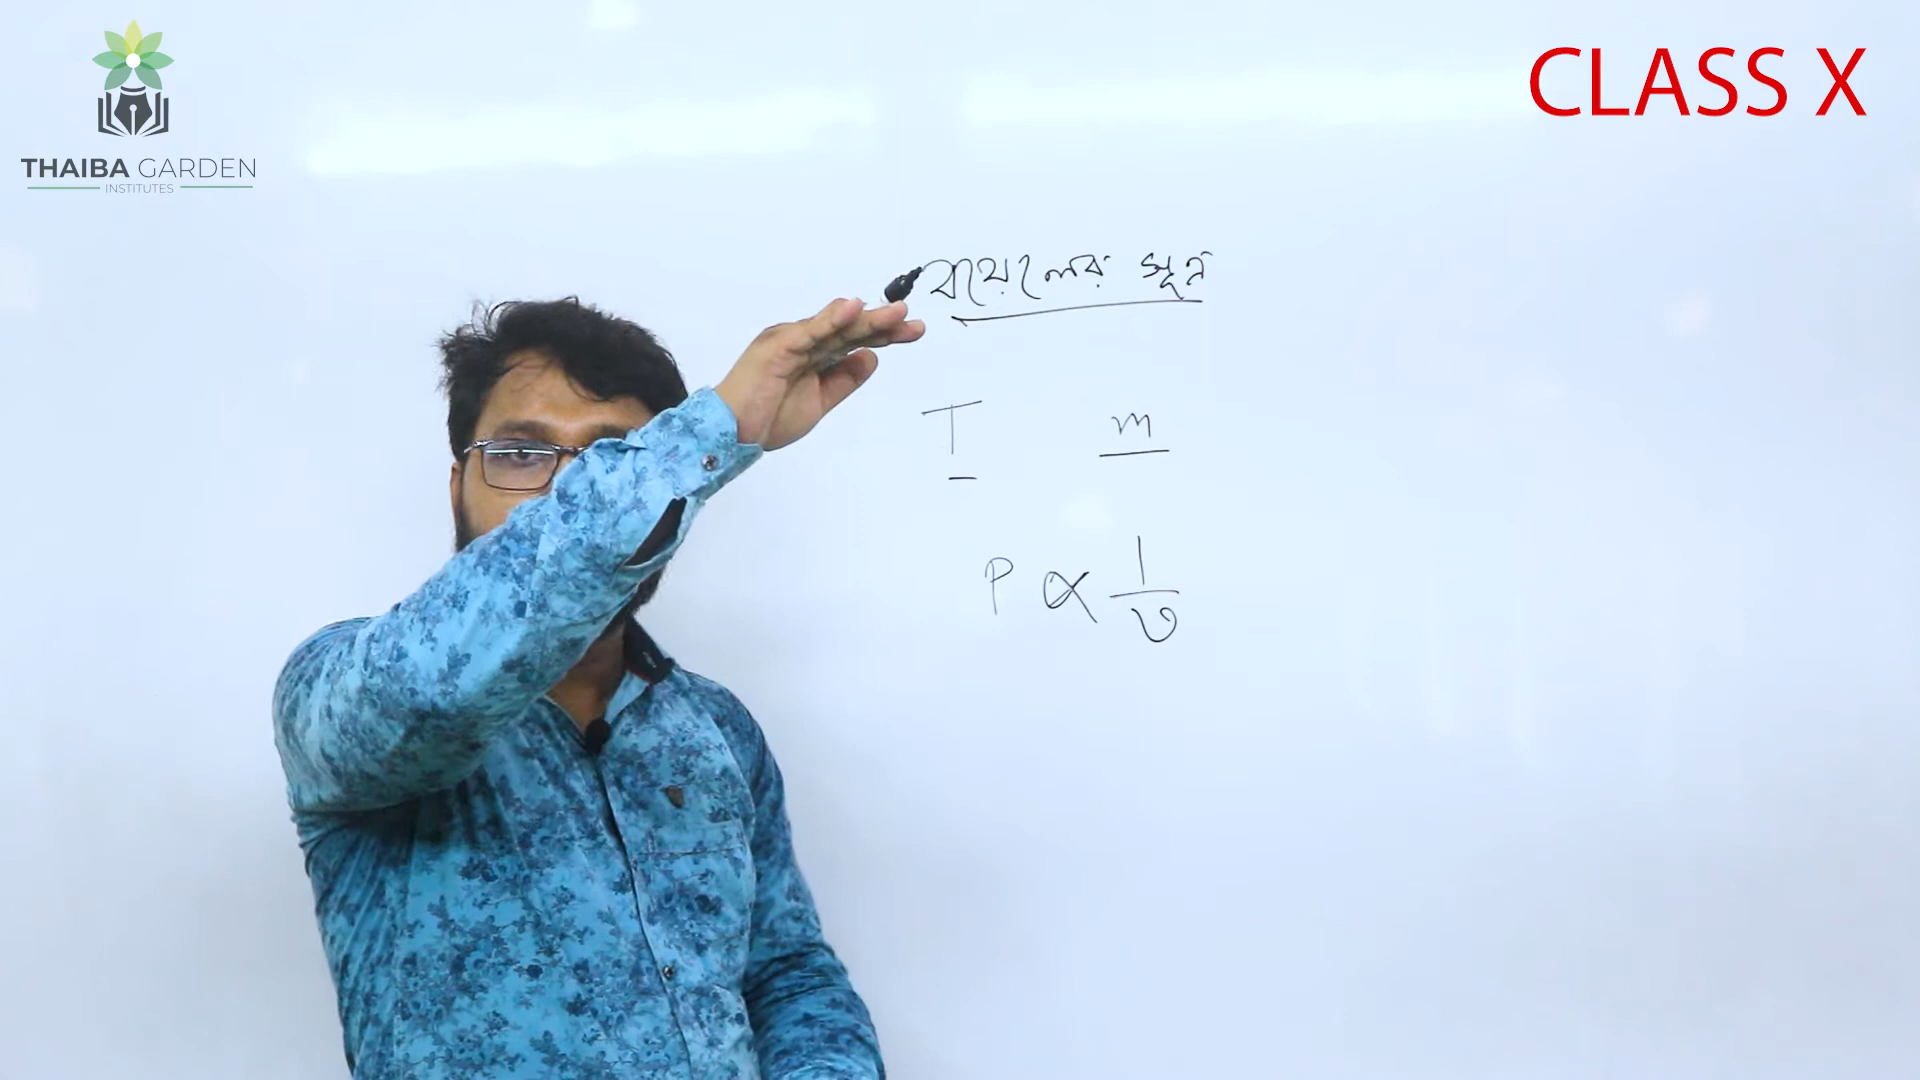 THAIBA GARDEN
INSTITUTES
CLASS X
বয়েলের সূত্র
T m
P ∝ 1/v